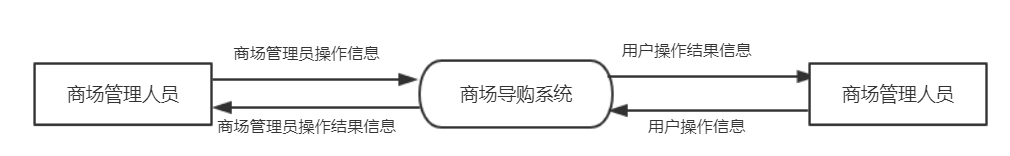 商场管理员操作信息
用户操作结果信息
商场管理人员
商场导购系统
商场管理人员
商场管理员操作结果信息
用户操作信息